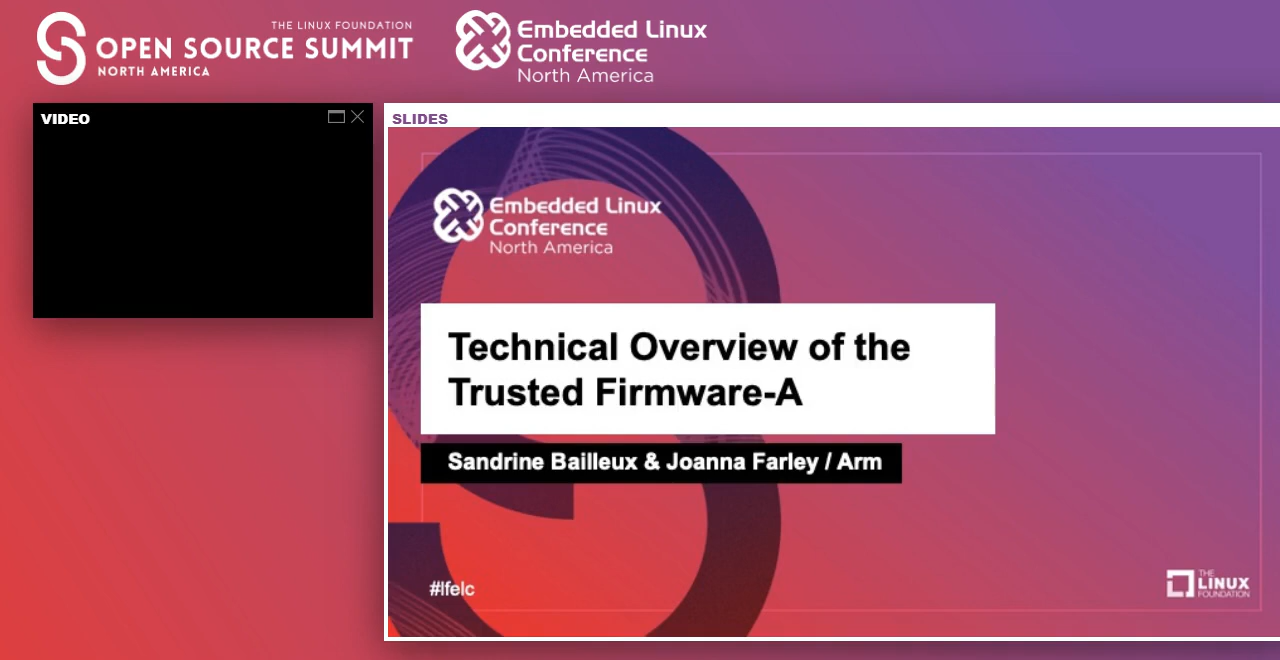 THE LINUX FOUNDATION
OPEN SOURCE SUMMIT
NORTH AMERICA
Embedded Linux
Conference
North America
VIDEO
SLIDES
Embedded Linux
Conference
North America
Technical Overview of the
Trusted Firmware-A
Sandrine Bailleux & Joanna Farley / Arm
#lfelc
THE
LINUX
FOUNDATION